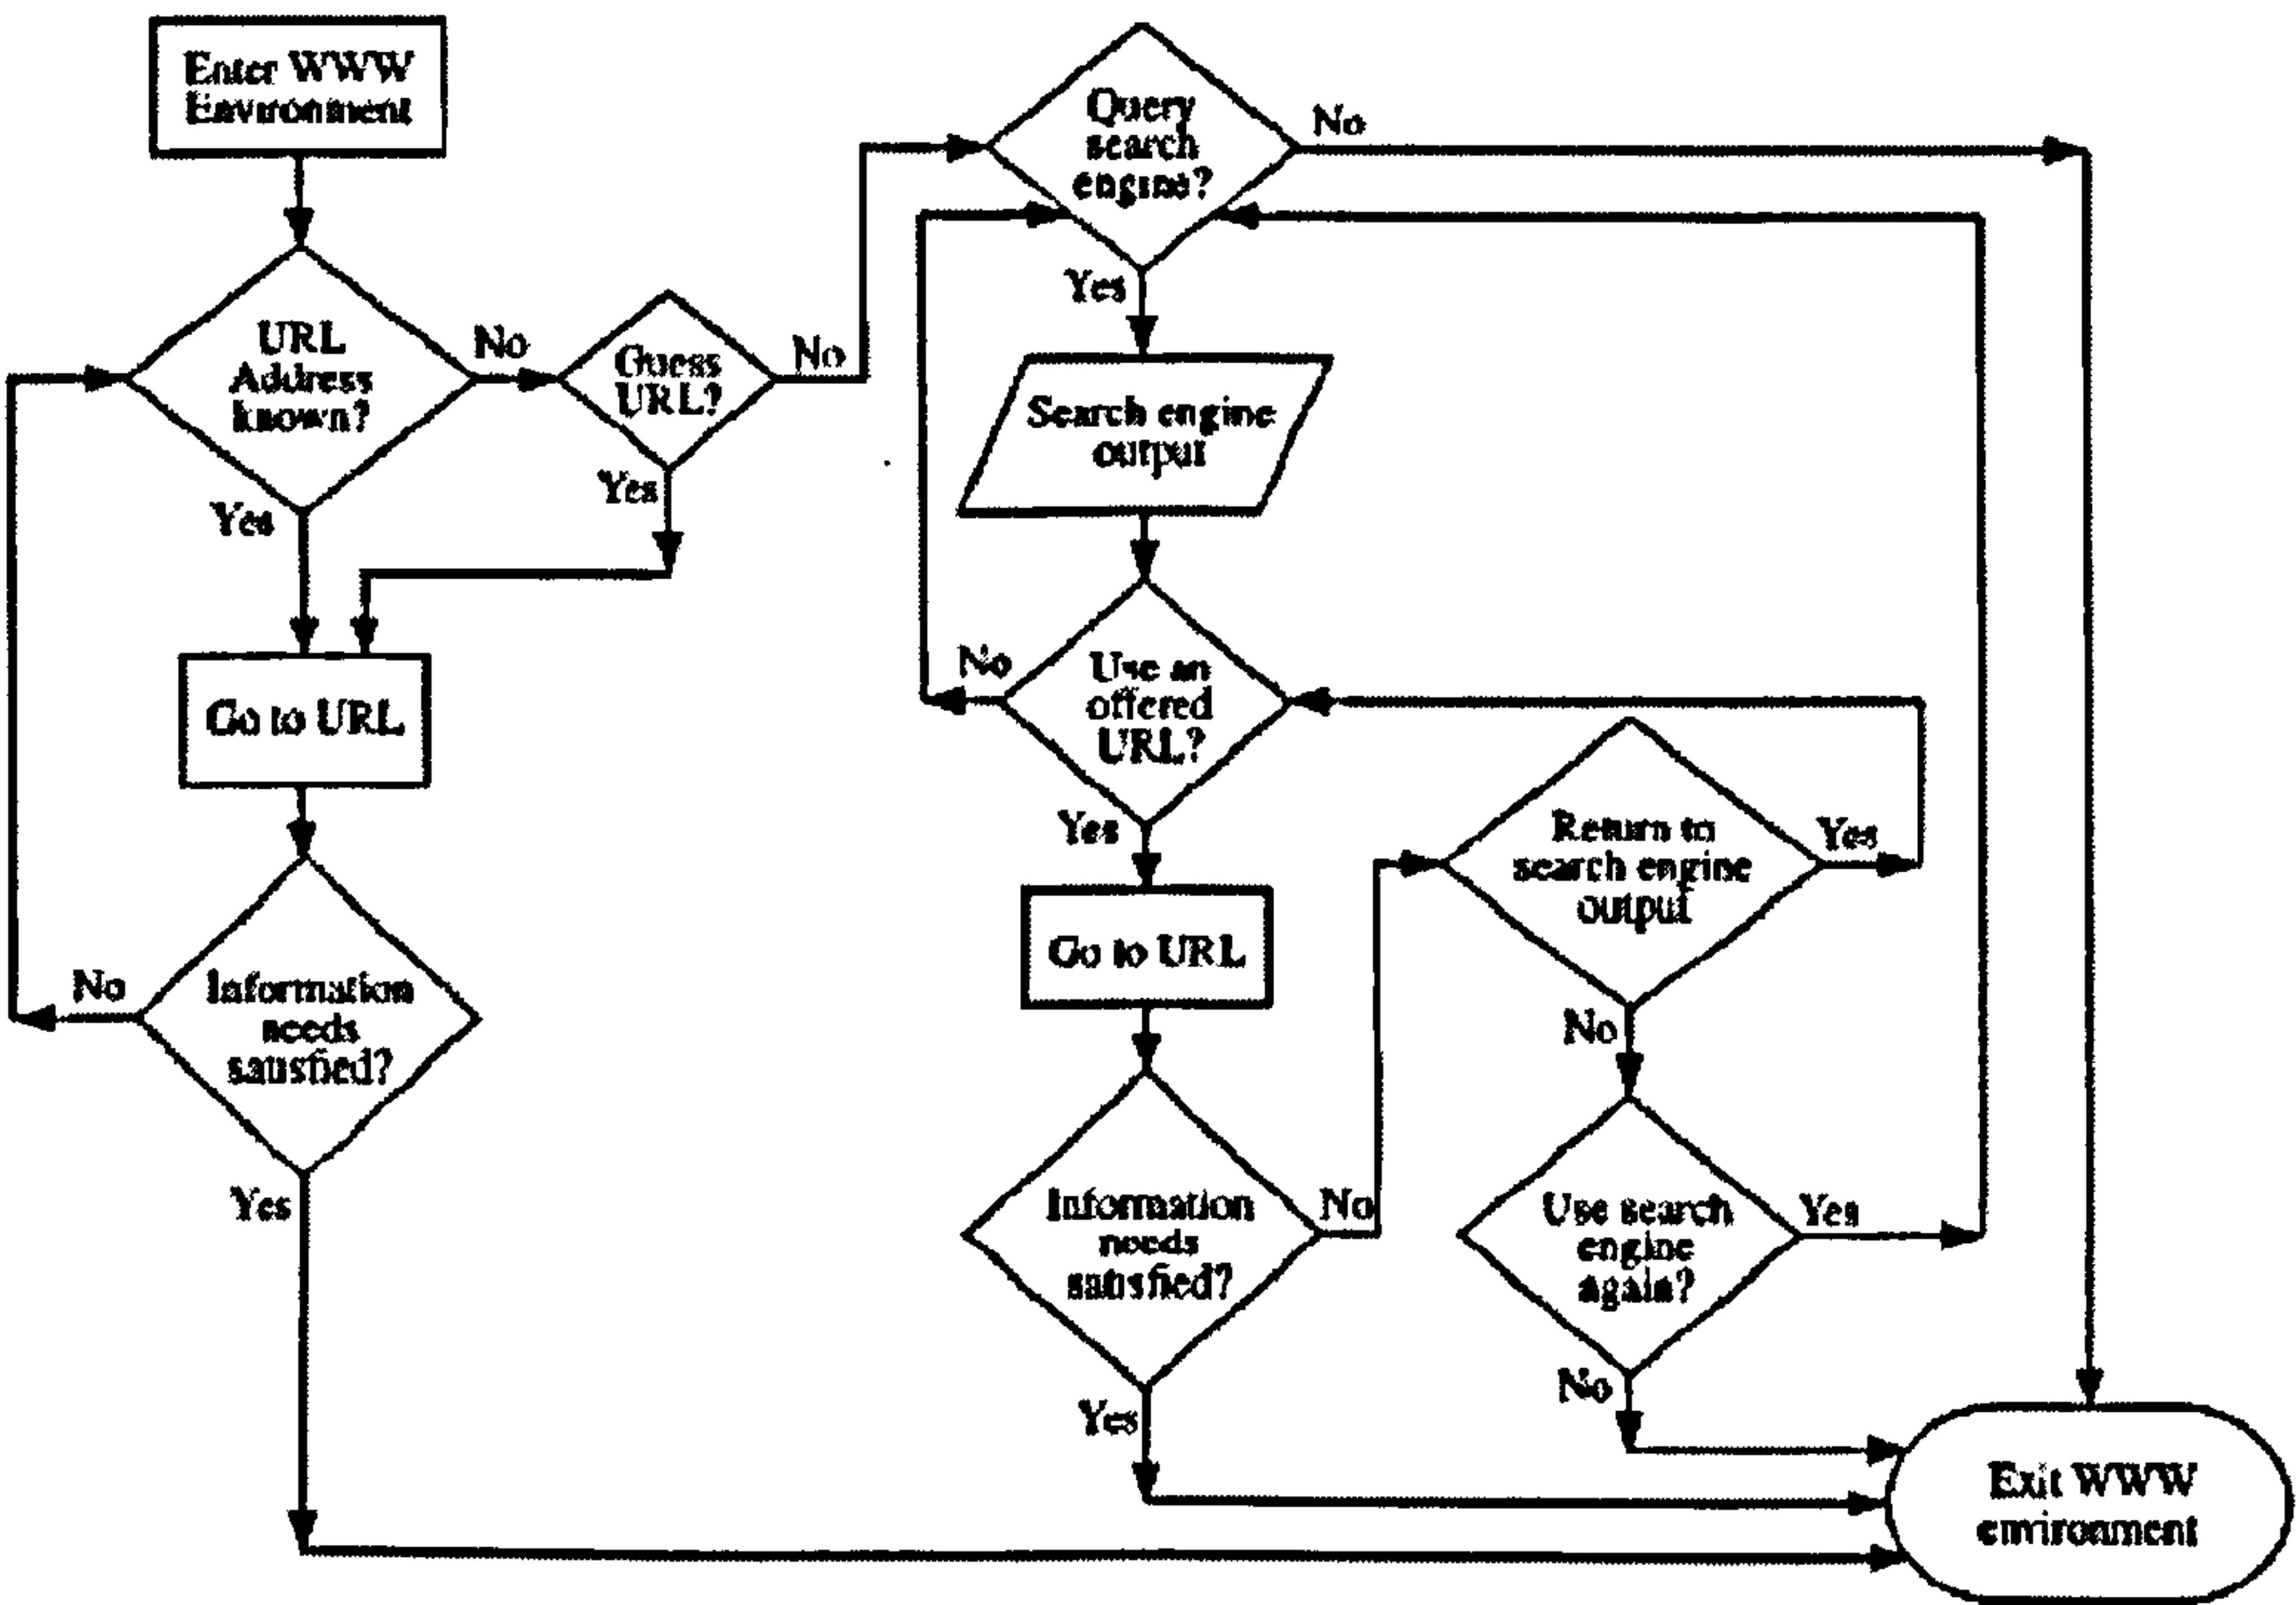 Enter WWW
Environment
URL
Address
known?
No
Yes
Guess
URL?
No
Yes
Go to URL
Information
needs
satisfied?
No
Yes
Query
search
engine?
No
Yes
Search engine
output
Use an
offered
URL?
No
Yes
Go to URL
Information
needs
satisfied?
No
Yes
Return to
search engine
output
Yes
No
Use search
engine
again?
Yes
No
Exit WWW
environment